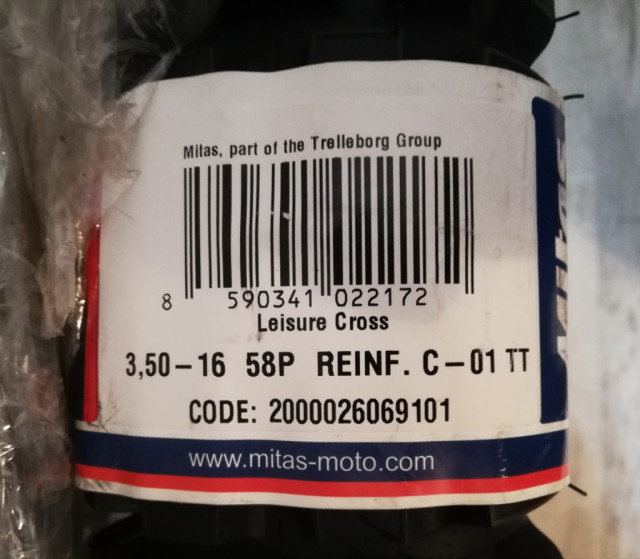 Mitas, part of the Trelleborg Group
8 590341 022172
Leisure Cross
3,50-16 58P REINF. C-01 TT
CODE: 2000026069101
www.mitas-moto.com